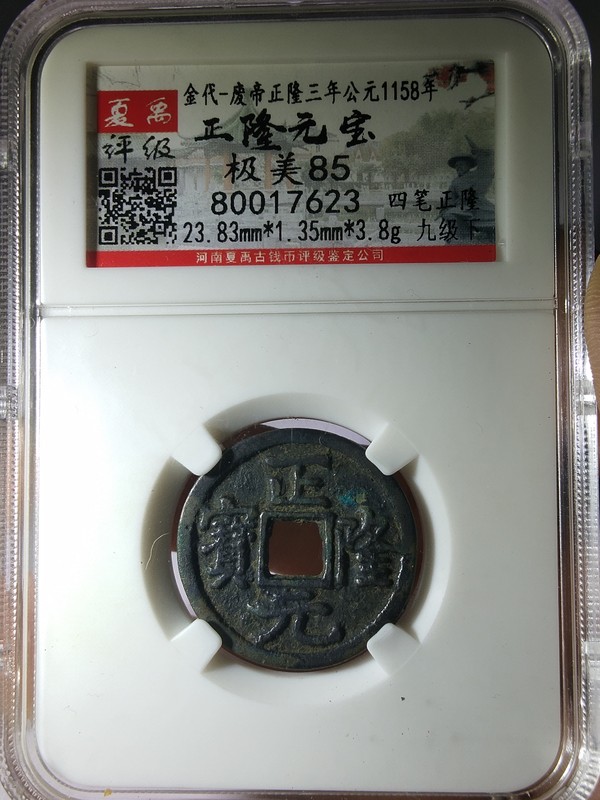 金代-废帝正隆三年公元1158年
夏禹
评级
正隆元宝
极美85
80017623
四笔正隆
23.83mm*1.35mm*3.8g 九级下
河南夏禹古钱币评级鉴定公司
正
寶 隆
元